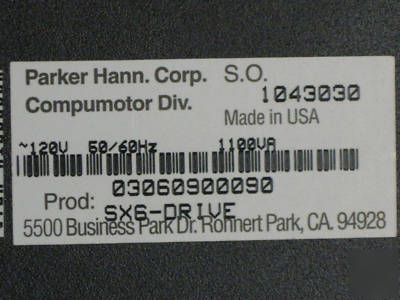 Parker Hann. Corp. S.O.
Compumotor Div. 1043030
Made in USA
~120V 50/60Hz 1100VA
03060900090
Prod: SX6-DRIVE
5500 Business Park Dr. Rohnert Park, CA. 94928